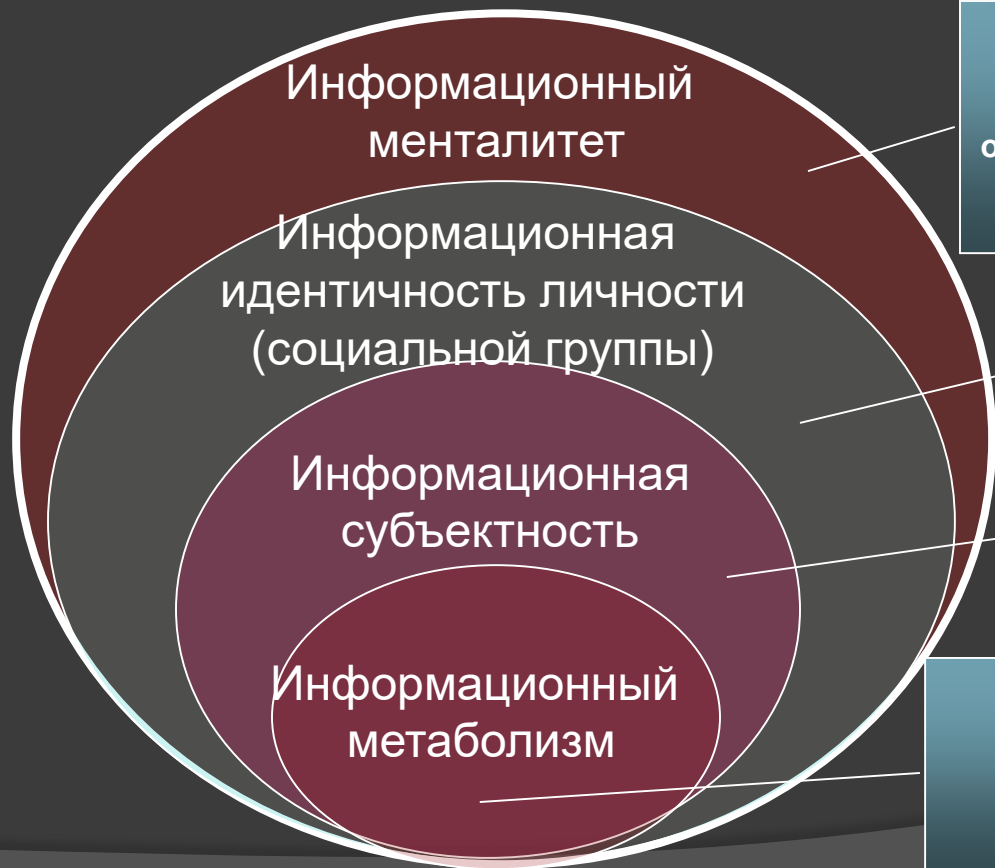 Информационный
менталитет
Информационная
идентичность личности
(социальной группы)
Информационная
субъектность
Информационный
метаболизм